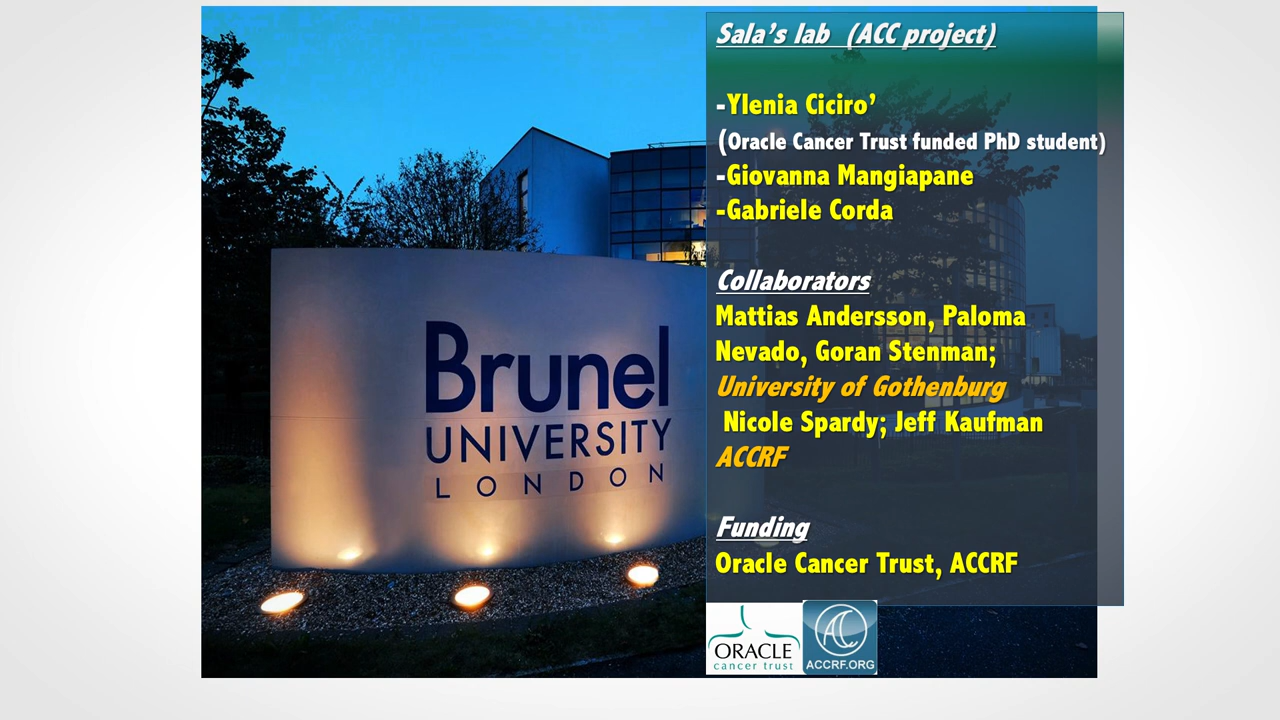 Sala's lab (ACC project)
-Ylenia Ciciro'
(Oracle Cancer Trust funded PhD student)
-Giovanna Mangiapane
-Gabriele Corda
Collaborators
Mattias Andersson, Paloma
Nevado, Goran Stenman;
University of Gothenburg
Nicole Spardy; Jeff Kaufman
ACCRF
Funding
Oracle Cancer Trust, ACCRF
Brunel
UNIVERSITY
LONDON
ORACLE
cancer trust
ACC
ACCRF.ORG